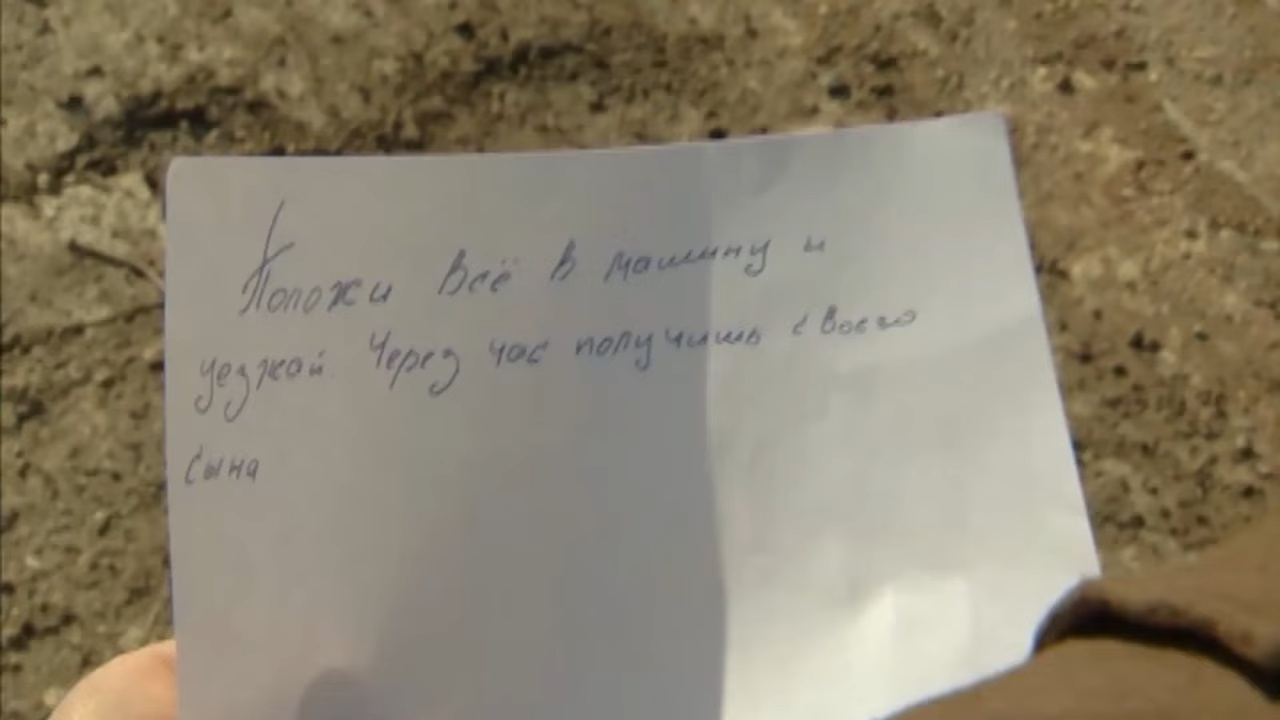 Положи всё в машину и
уезжай. Через час получишь своего
сына